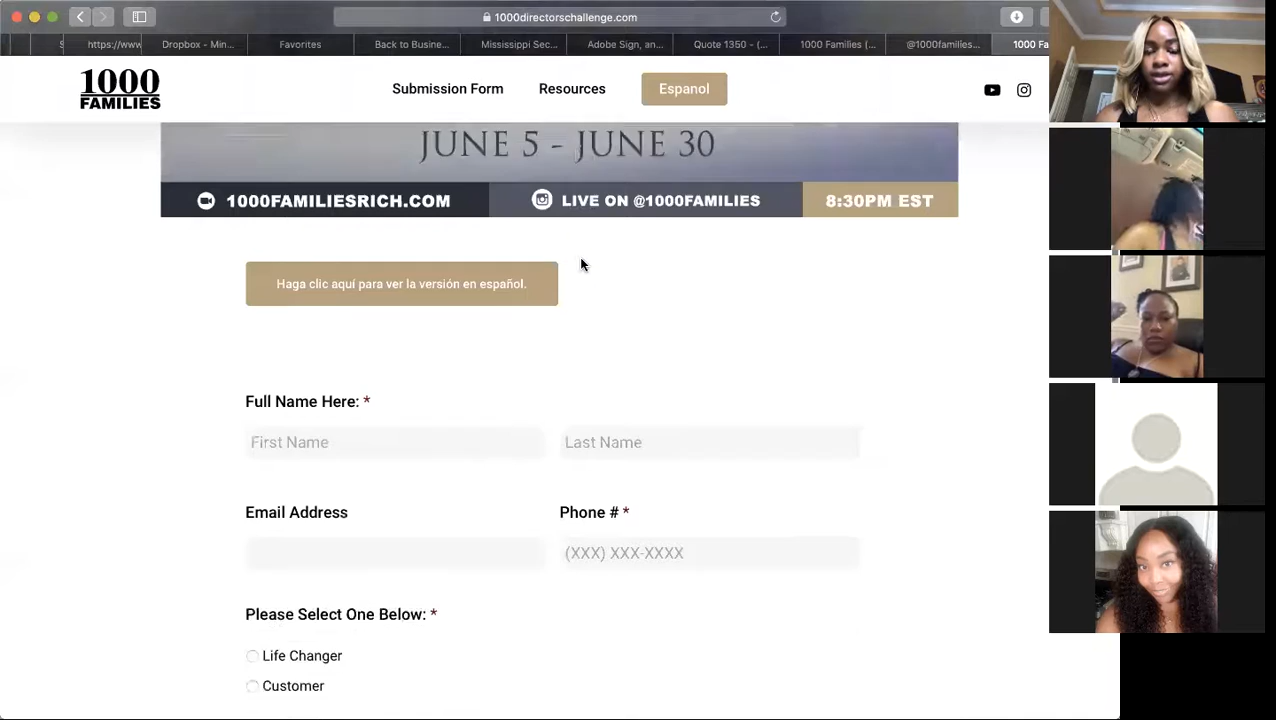 1000directorschallenge.com
https://www
Dropbox - Min...
Favorites
Back to Busine...
Mississippi Sec...
Adobe Sign, an...
Quote 1350 - (...
1000 Families (...
@1000families...
1000 Fa
1000
FAMILIES
Submission Form
Resources
Espanol
JUNE 5 - JUNE 30
1000FAMILIESRICH.COM
LIVE ON @1000FAMILIES
8:30PM EST
Haga clic aquí para ver la versión en español.
Full Name Here: *
First Name
Last Name
Email Address
Phone # *
(XXX) XXX-XXXX
Please Select One Below: *
Life Changer
Customer